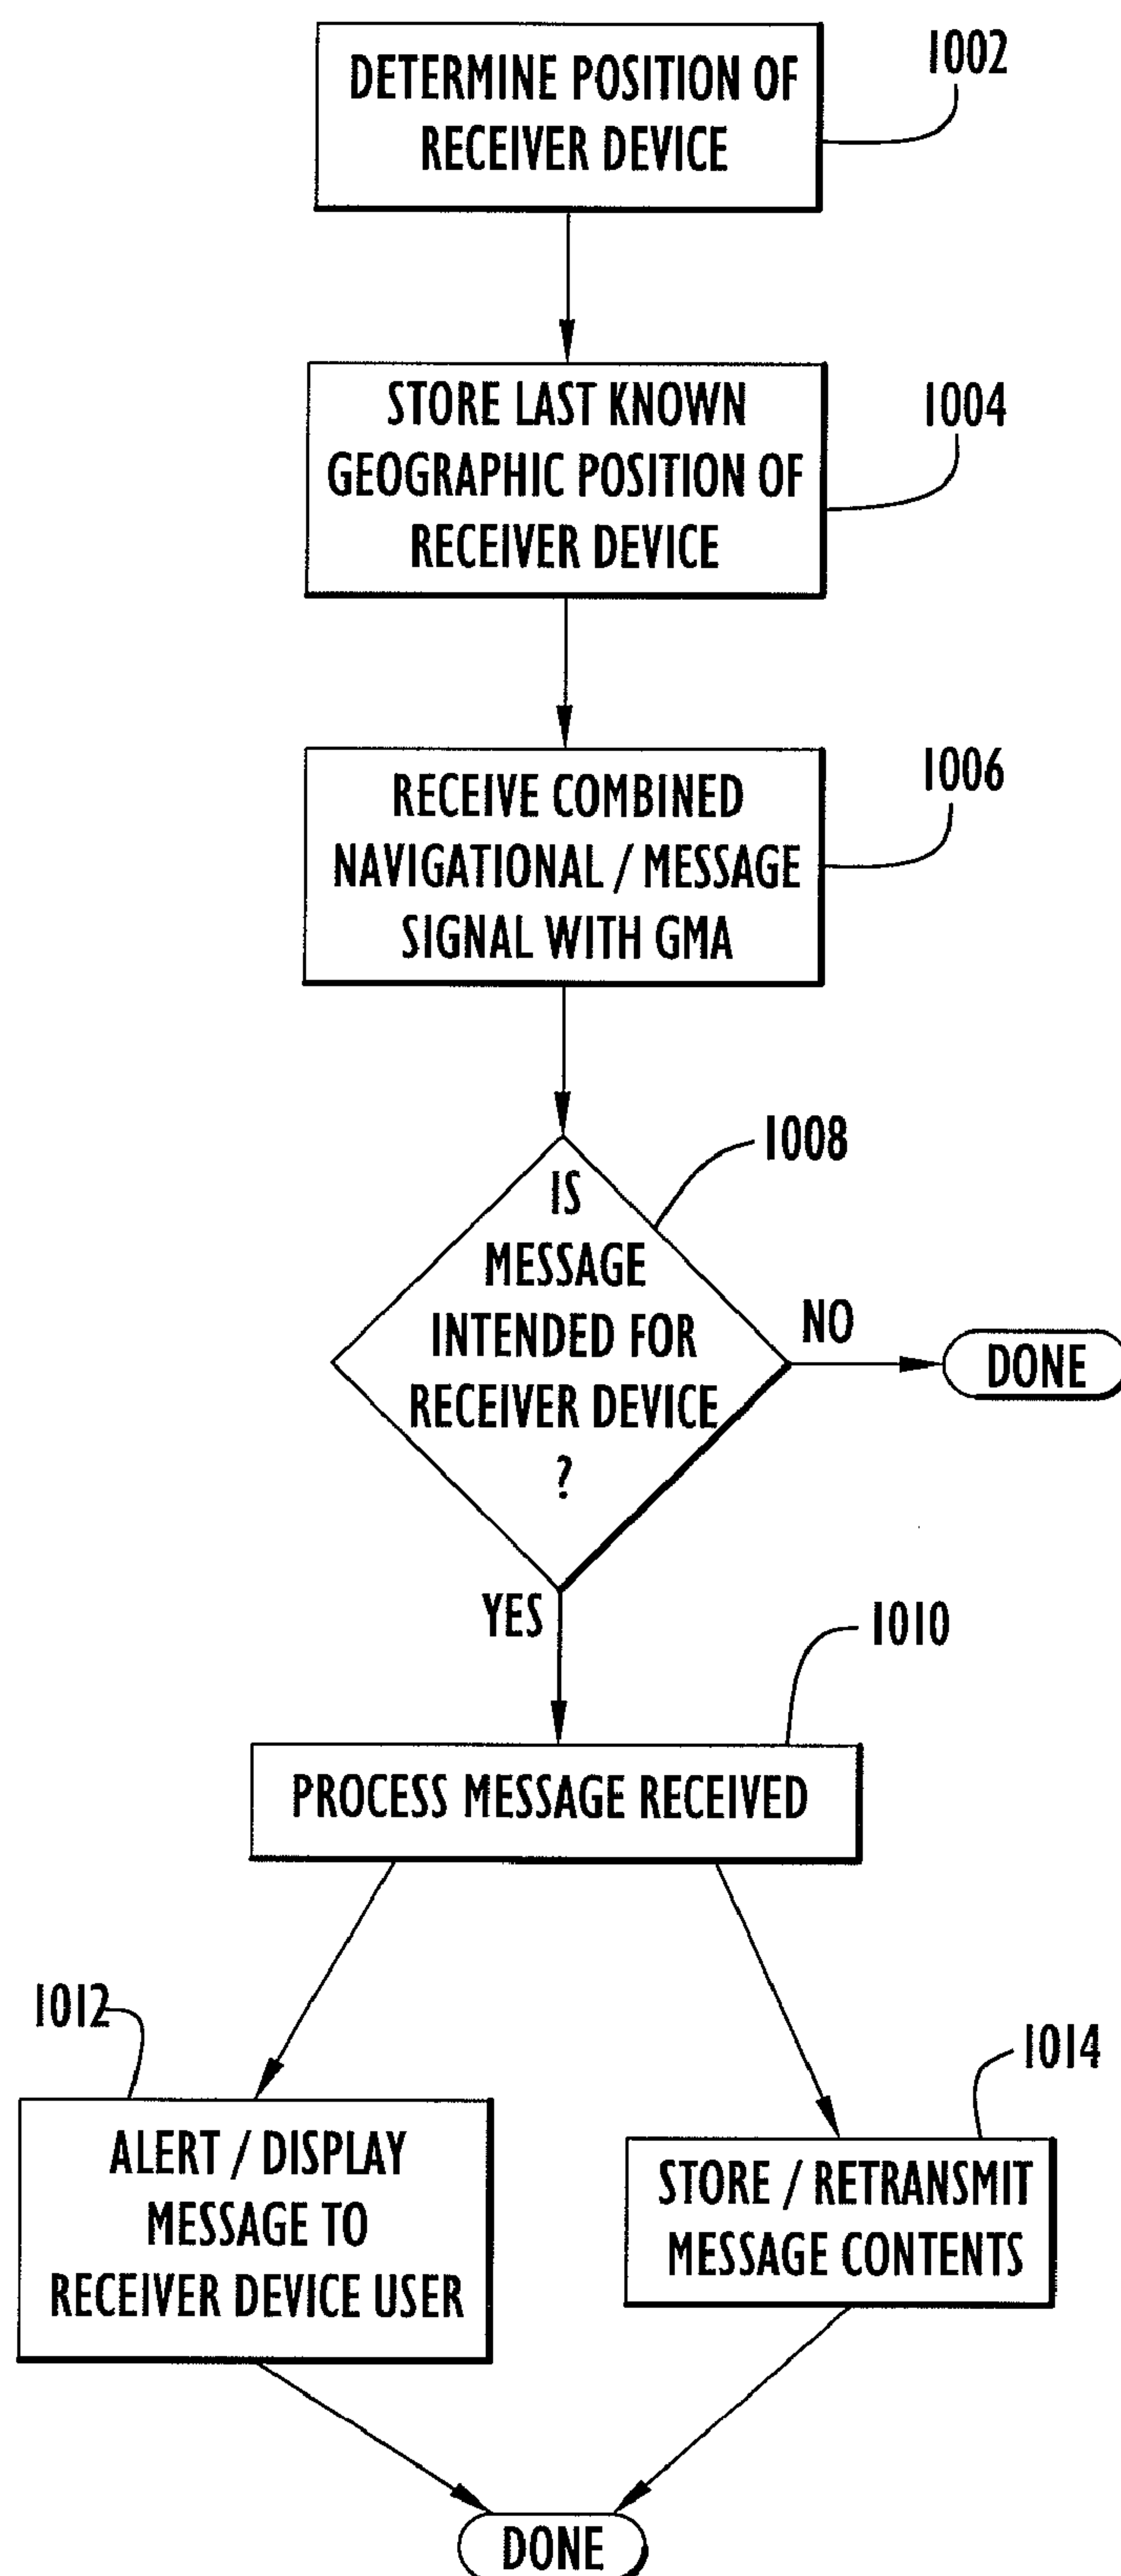 DETERMINE POSITION OF
RECEIVER DEVICE
1002
STORE LAST KNOWN
GEOGRAPHIC POSITION OF
RECEIVER DEVICE
1004
RECEIVE COMBINED
NAVIGATIONAL / MESSAGE
SIGNAL WITH GMA
1006
IS
MESSAGE
INTENDED FOR
RECEIVER DEVICE
?
1008
NO
DONE
YES
1010
PROCESS MESSAGE RECEIVED
1012
ALERT / DISPLAY
MESSAGE TO
RECEIVER DEVICE USER
1014
STORE / RETRANSMIT
MESSAGE CONTENTS
DONE